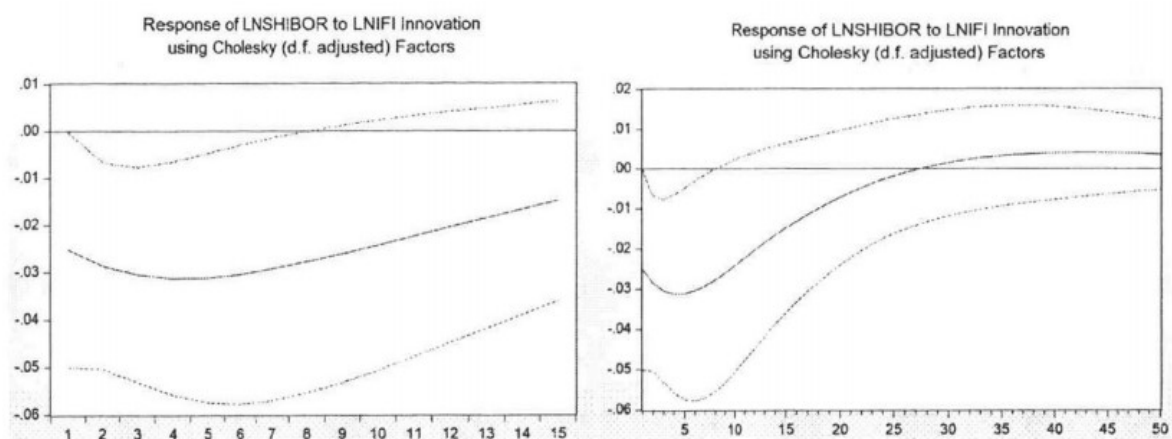 Response of LNSHIBOR to LNIFI Innovation
using Cholesky (d.f. adjusted) Factors
.01
.00
-.01
-.02
-.03
-.04
-.05
-.06
1 2 3 4 5 6 7 8 9 10 11 12 13 14 15
Response of LNSHIBOR to LNIFI Innovation
using Cholesky (d.f. adjusted) Factors
.02
.01
.00
-.01
-.02
-.03
-.04
-.05
-.06
5 10 15 20 25 30 35 40 45 50